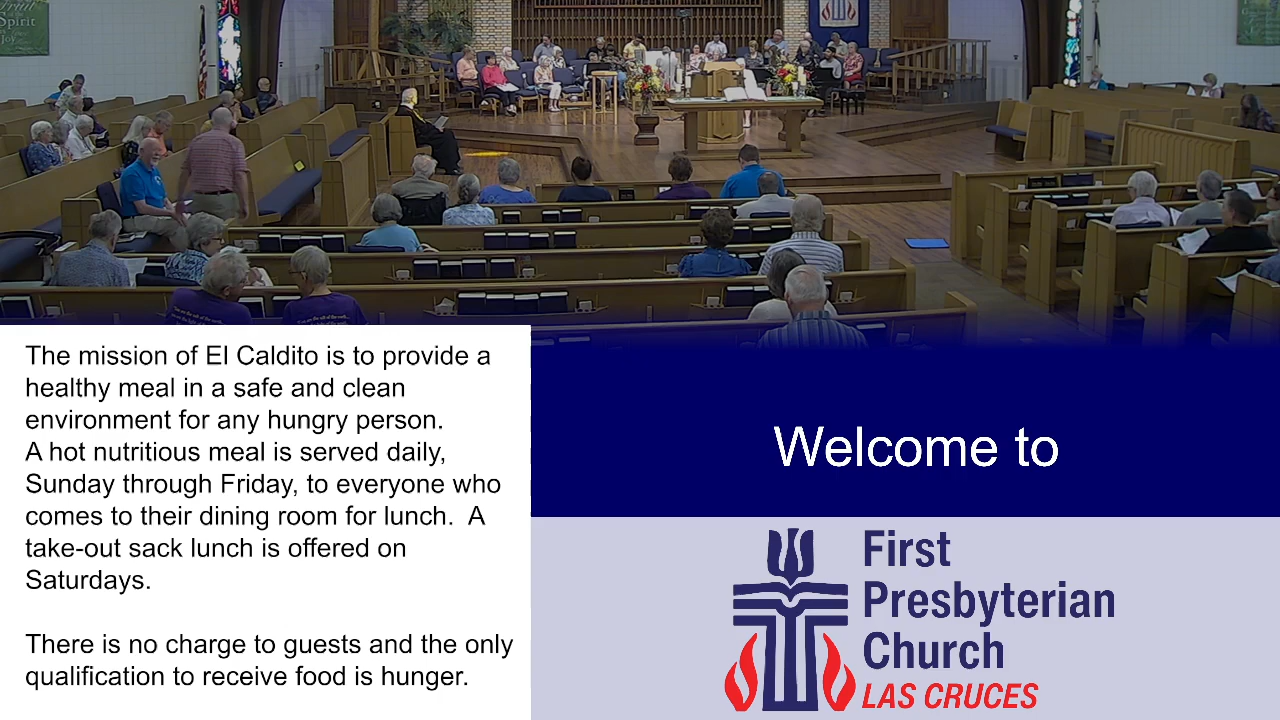 Spirit
Joy
The mission of El Caldito is to provide a
healthy meal in a safe and clean
environment for any hungry person.
A hot nutritious meal is served daily,
Sunday through Friday, to everyone who
comes to their dining room for lunch.  A
take-out sack lunch is offered on
Saturdays.
There is no charge to guests and the only
qualification to receive food is hunger.
Welcome to
First
Presbyterian
Church
LAS CRUCES